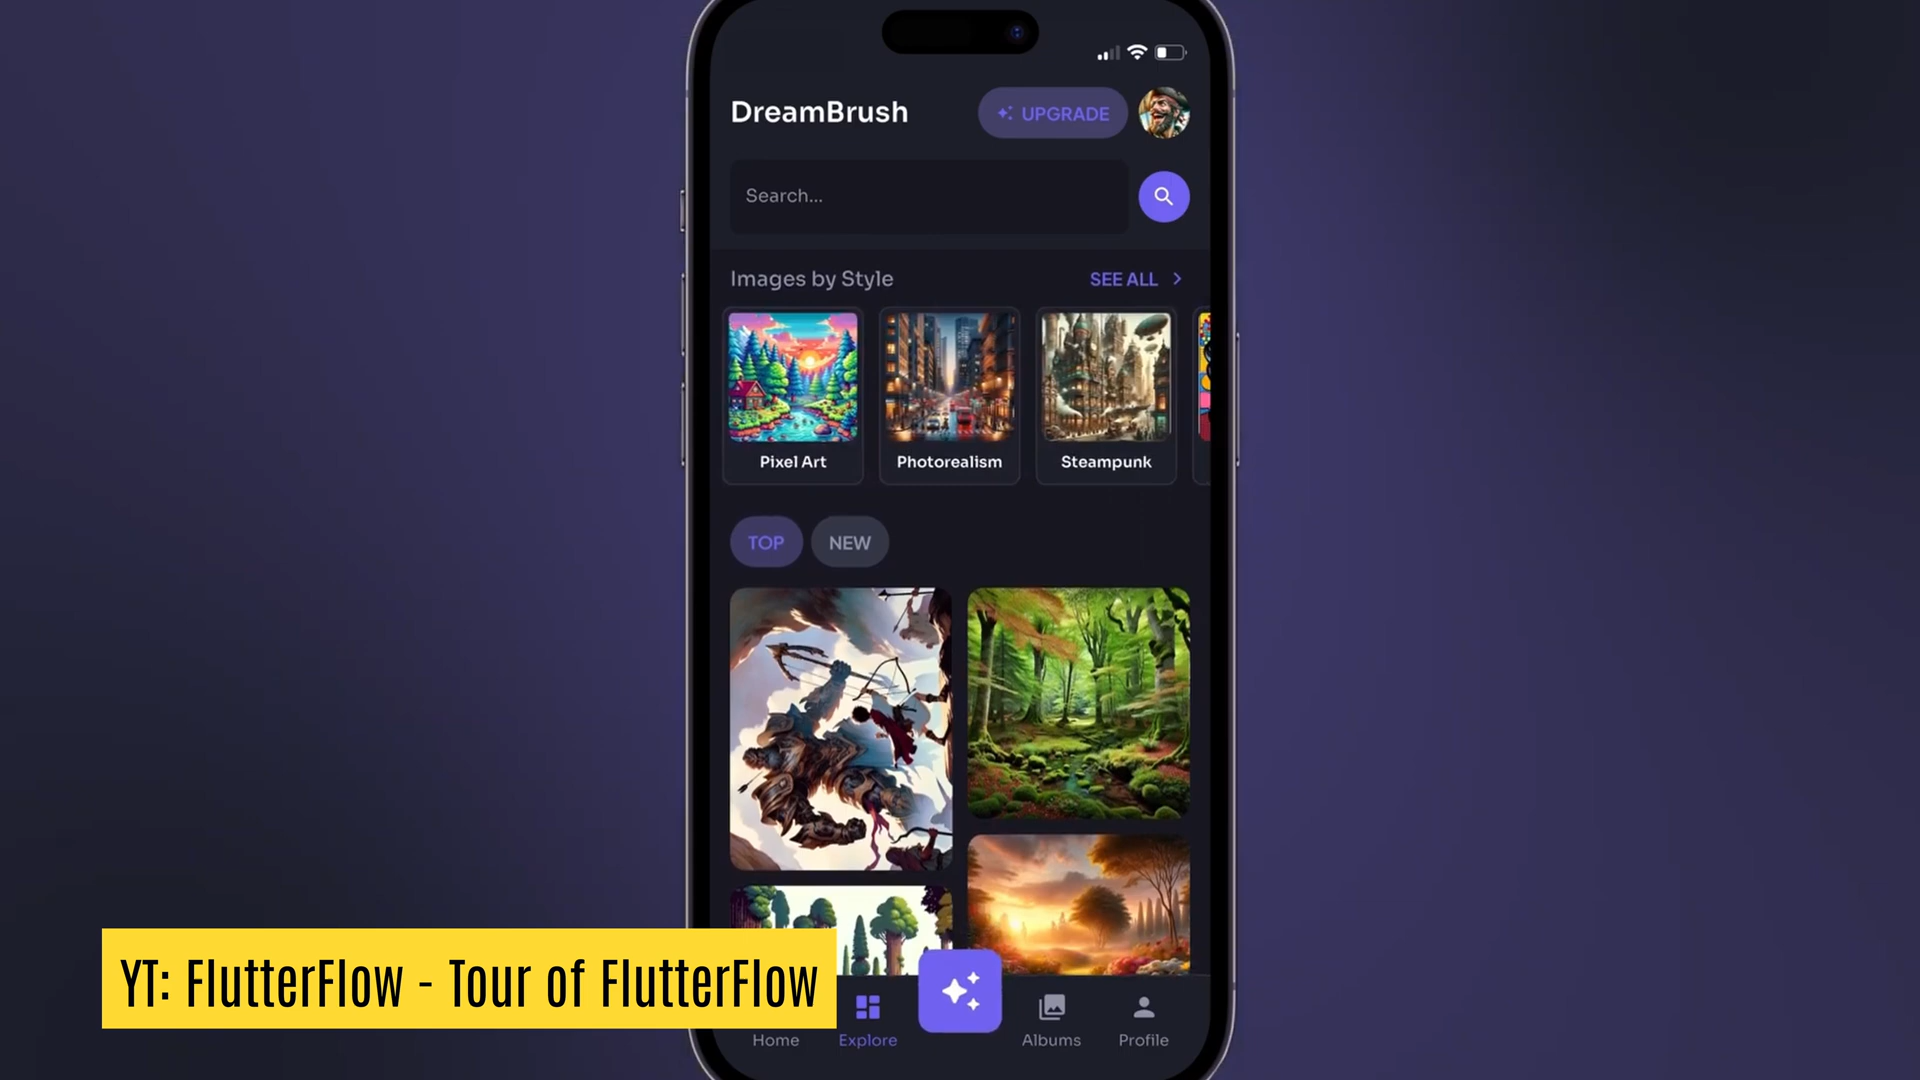 DreamBrush
UPGRADE
Search...
Images by Style
SEE ALL
Pixel Art
Photorealism
Steampunk
TOP
NEW
YT: FlutterFlow - Tour of FlutterFlow
Home
Explore
Albums
Profile